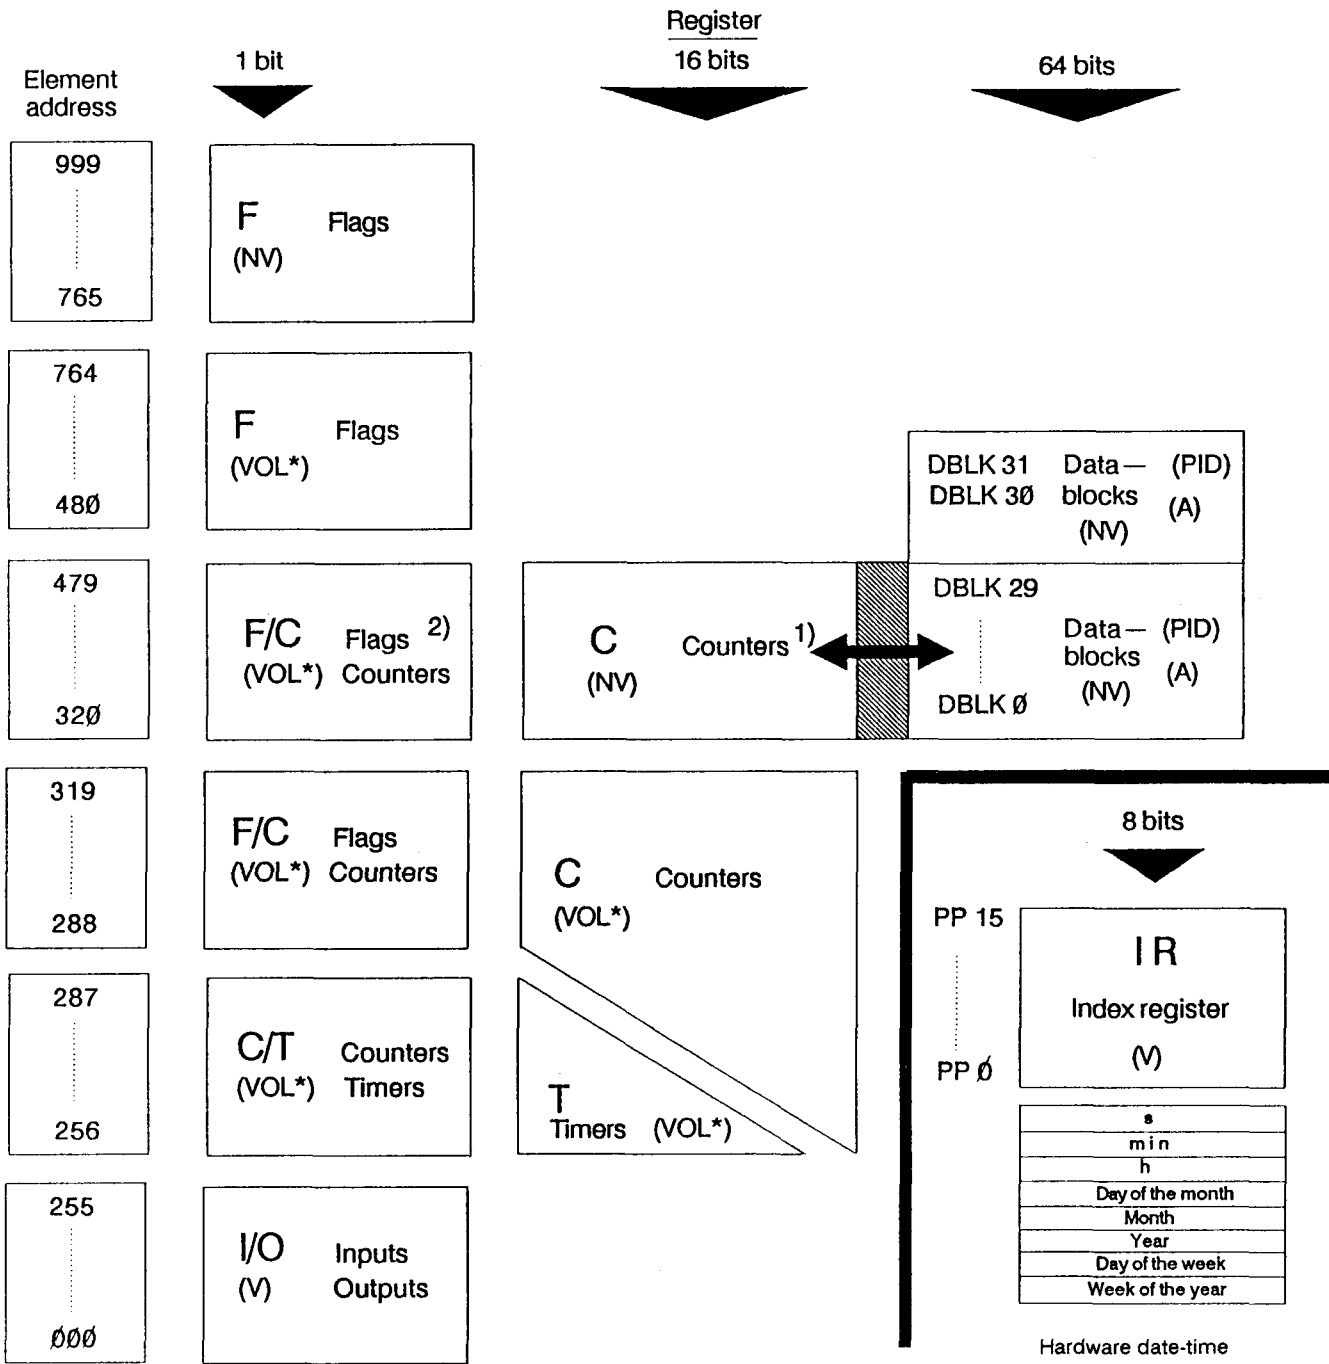 Register
1 bit
16 bits
64 bits
Element
address
999
765
F Flags
(NV)
764
48Ø
F Flags
(VOL*)
DBLK 31 Data— (PID)
DBLK 3Ø blocks (A)
(NV)
479
32Ø
F/C Flags 2)
(VOL*) Counters
C Counters 1)
(NV)
DBLK 29
Data— (PID)
blocks
(NV) (A)
DBLK Ø
319
288
F/C Flags
(VOL*) Counters
C Counters
(VOL*)
8 bits
PP 15
PP Ø
IR
Index register
(V)
287
256
C/T Counters
(VOL*) Timers
T
Timers (VOL*)
s
min
h
Day of the month
Month
Year
Day of the week
Week of the year
Hardware date-time
255
ØØØ
I/O Inputs
(V) Outputs